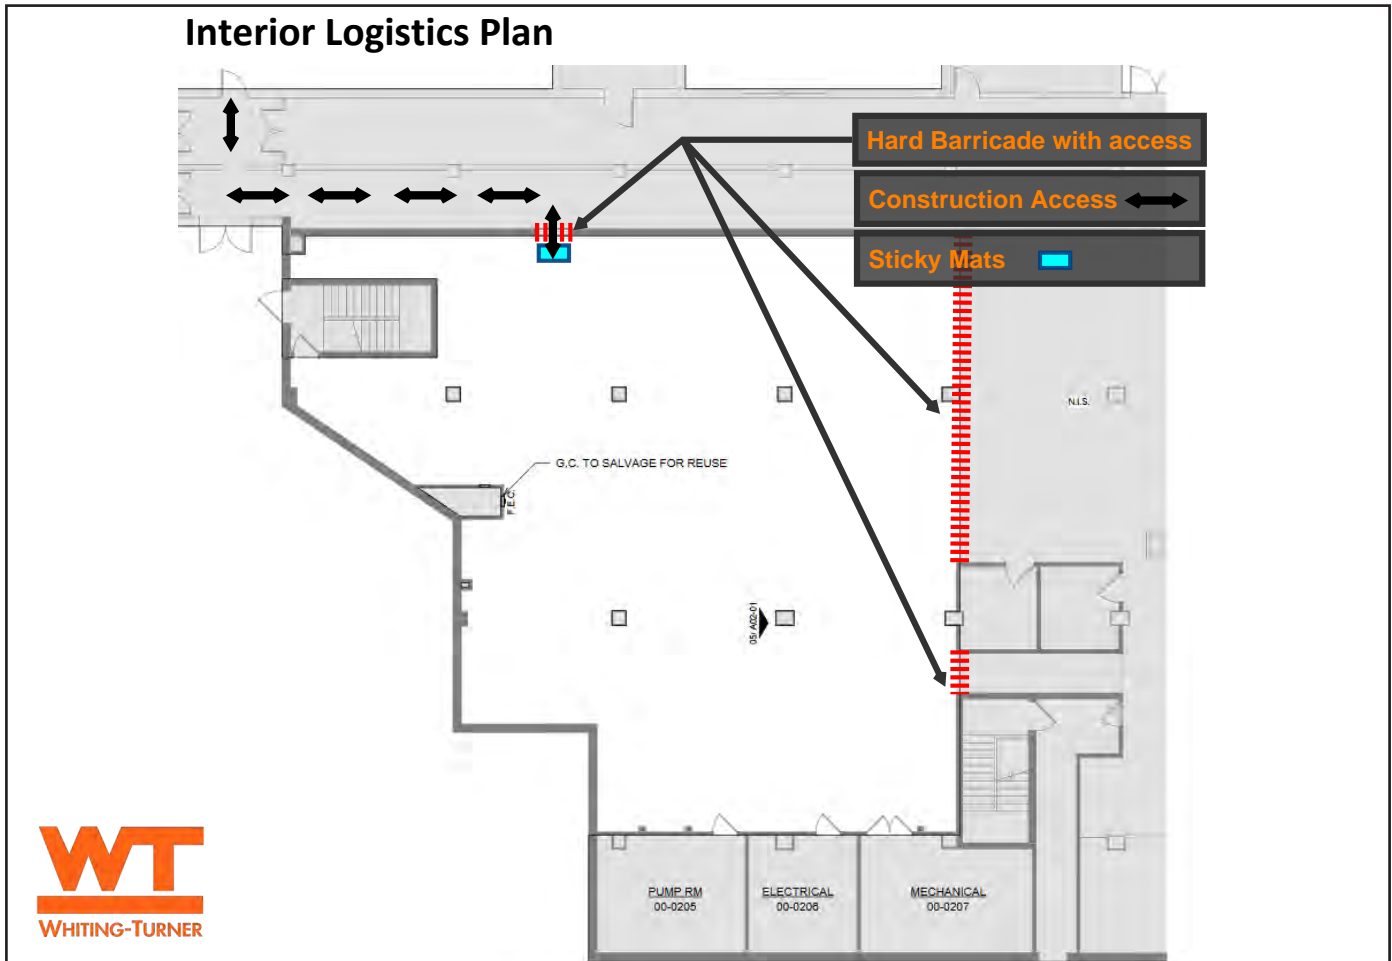 Interior Logistics Plan
Hard Barricade with access
Construction Access
Sticky Mats
N.I.S.
G.C. TO SALVAGE FOR REUSE
F.E.C.
05/ A02-01
PUMP RM
00-0205
ELECTRICAL
00-0206
MECHANICAL
00-0207
WT
WHITING-TURNER